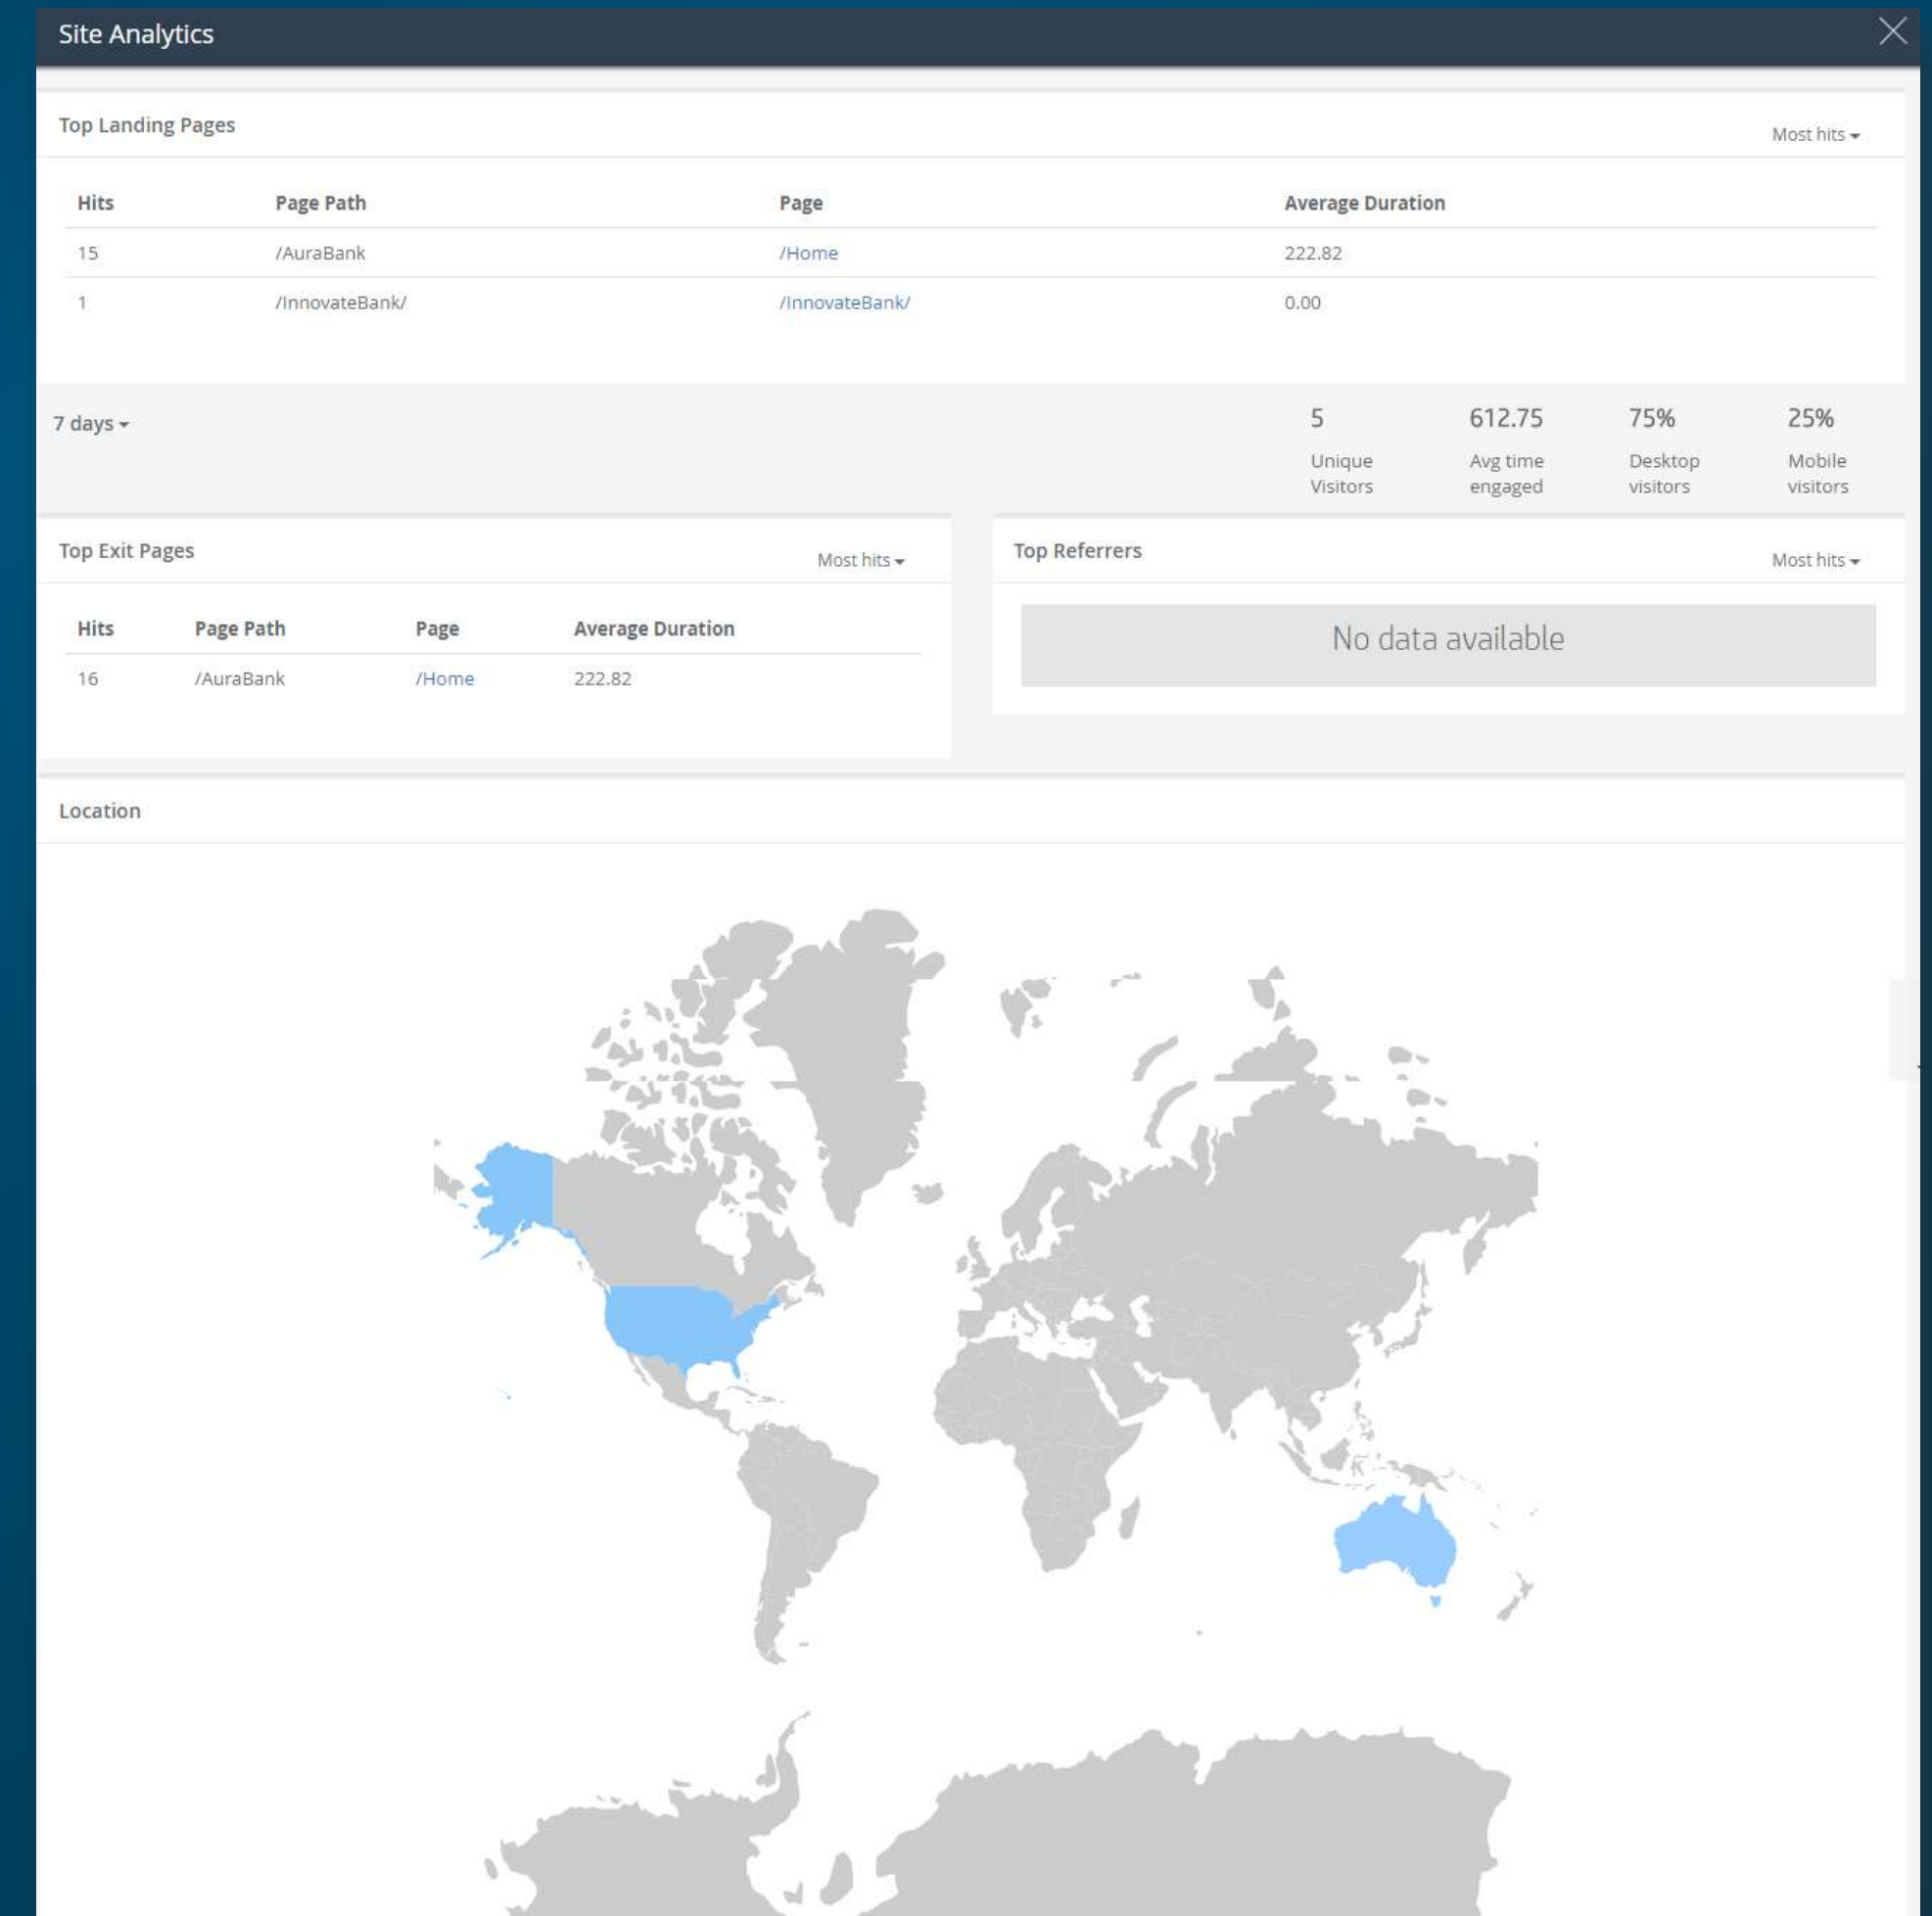 Site Analytics
Top Landing Pages
Most hits
Hits Page Path Page Average Duration
15 /AuraBank /Home 222.82
1 /InnovateBank/ /InnovateBank/ 0.00
7 days
5 612.75 75% 25%
Unique Avg time Desktop Mobile
Visitors engaged visitors visitors
Top Exit Pages
Most hits
Hits Page Path Page Average Duration
16 /AuraBank /Home 222.82
Top Referrers
Most hits
No data available
Location